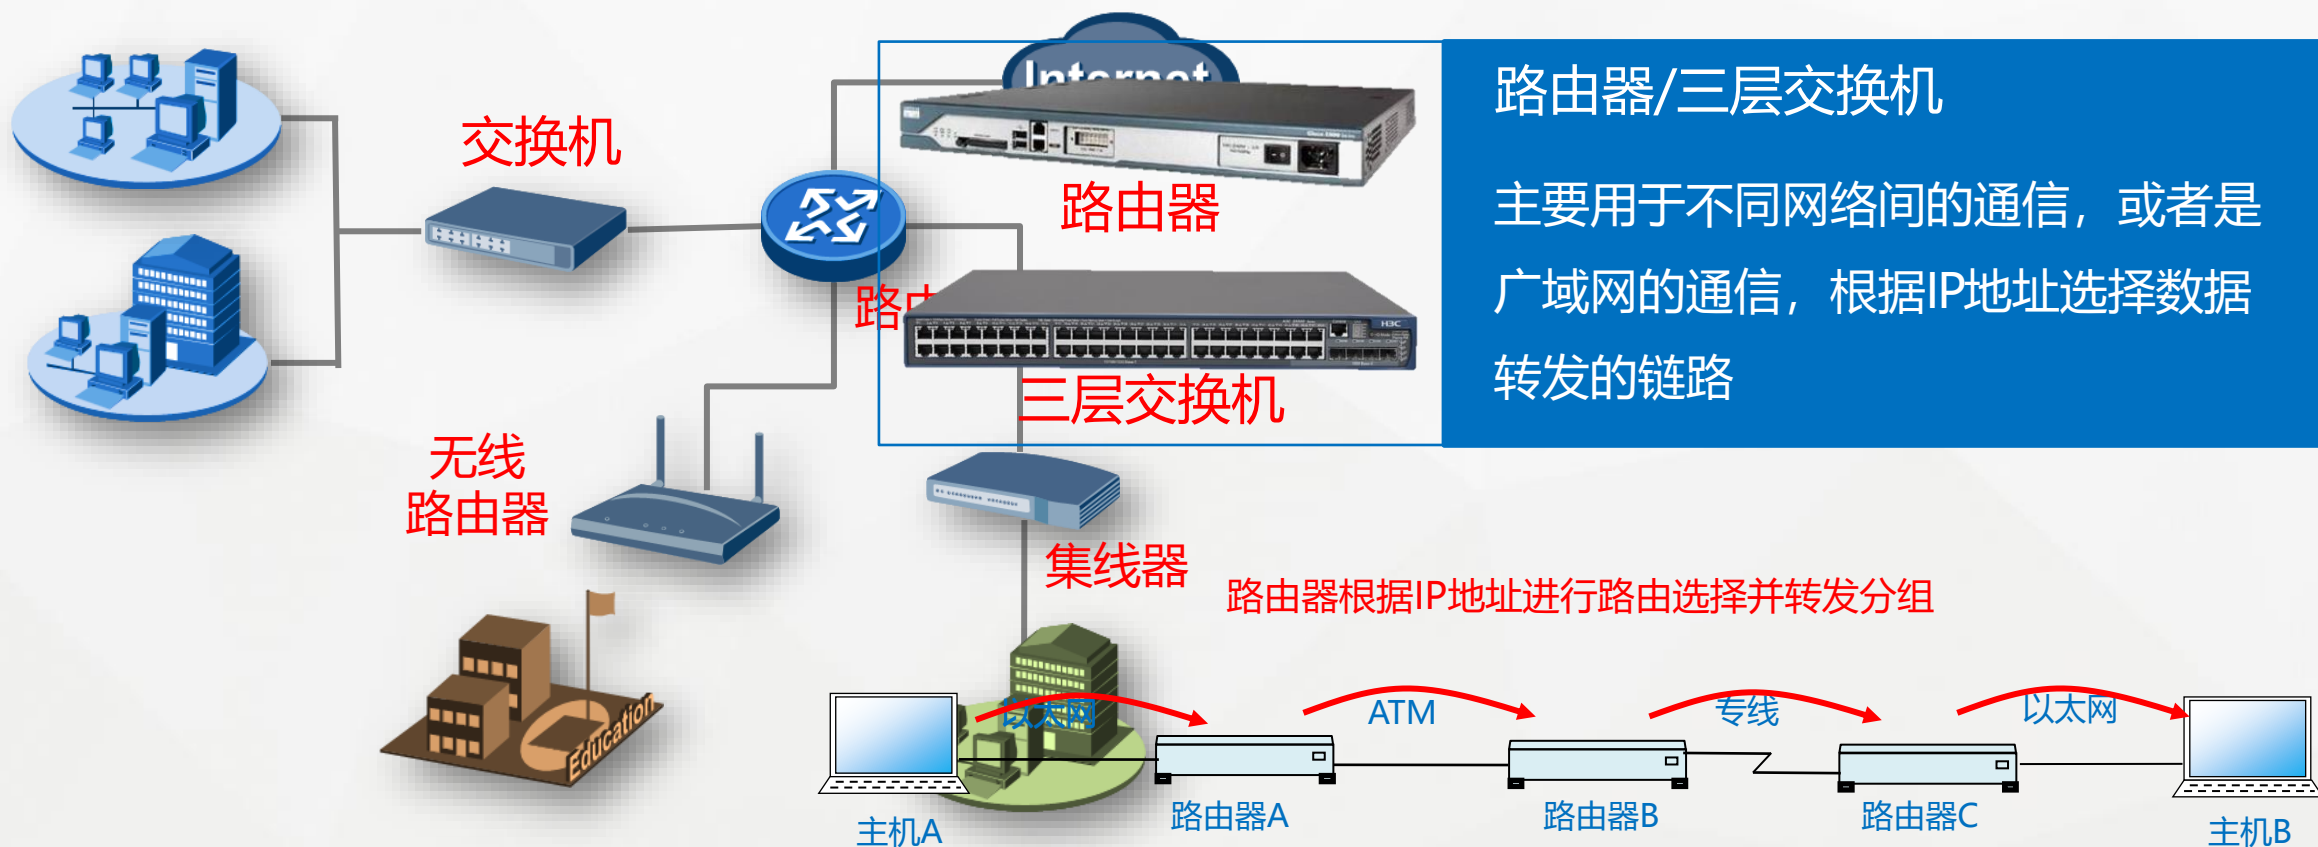 Internet
交换机
路由器
路由
三层交换机
路由器/三层交换机
主要用于不同网络间的通信，或者是
广域网的通信，根据IP地址选择数据
转发的链路
无线
路由器
集线器
H3C
Education
路由器根据IP地址进行路由选择并转发分组
以太网
ATM
专线
以太网
主机A
路由器A
路由器B
路由器C
主机B